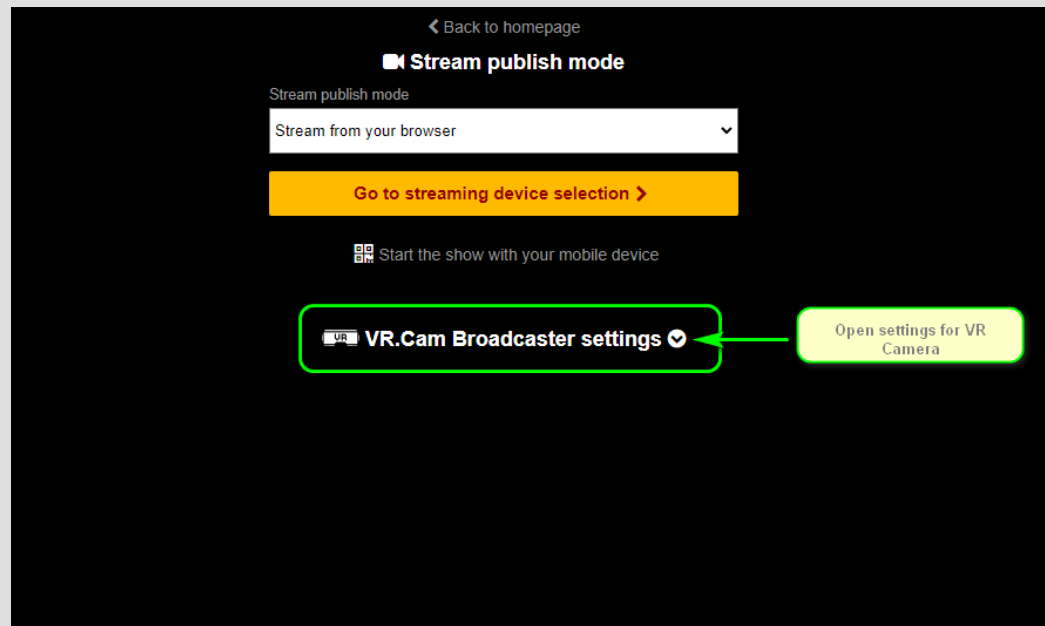 Back to homepage
Stream publish mode
Stream publish mode
Stream from your browser
Go to streaming device selection
Start the show with your mobile device
VR VR.Cam Broadcaster settings
Open settings for VR
Camera